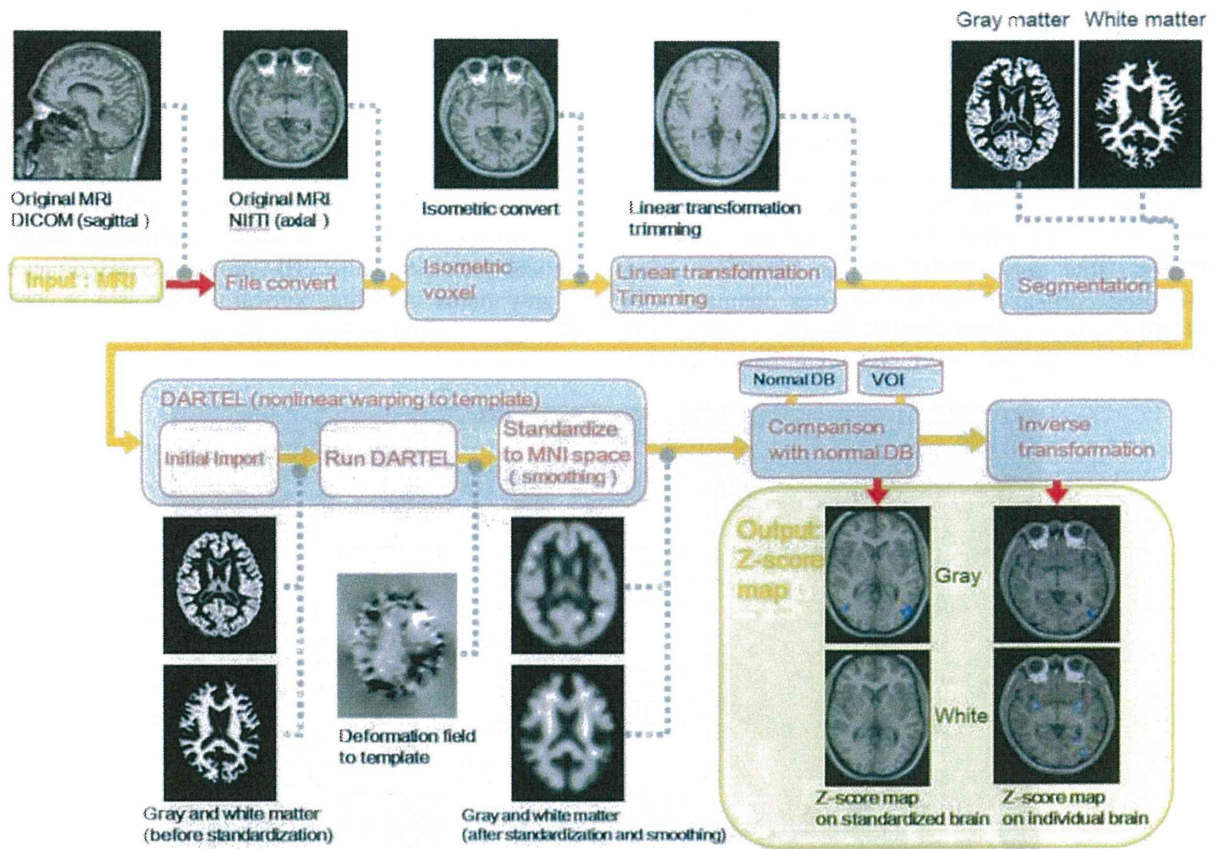 Gray matter
White matter
Original MRI
DICOM (sagittal)
Original MRI
NIfTI (axial)
Isometric convert
Linear transformation
trimming
Input : MRI
File convert
Isometric
voxel
Linear transformation
Trimming
Segmentation
DARTEL (nonlinear warping to template)
Initial Import
Run DARTEL
Standardize
to MNI space
(smoothing)
Normal DB
VOI
Comparison
with normal DB
Inverse
transformation
Output:
Z-score
map
Gray
White
Deformation field
to template
Gray and white matter
(before standardization)
Gray and white matter
(after standardization and smoothing)
Z-score map
on standardized brain
Z-score map
on individual brain